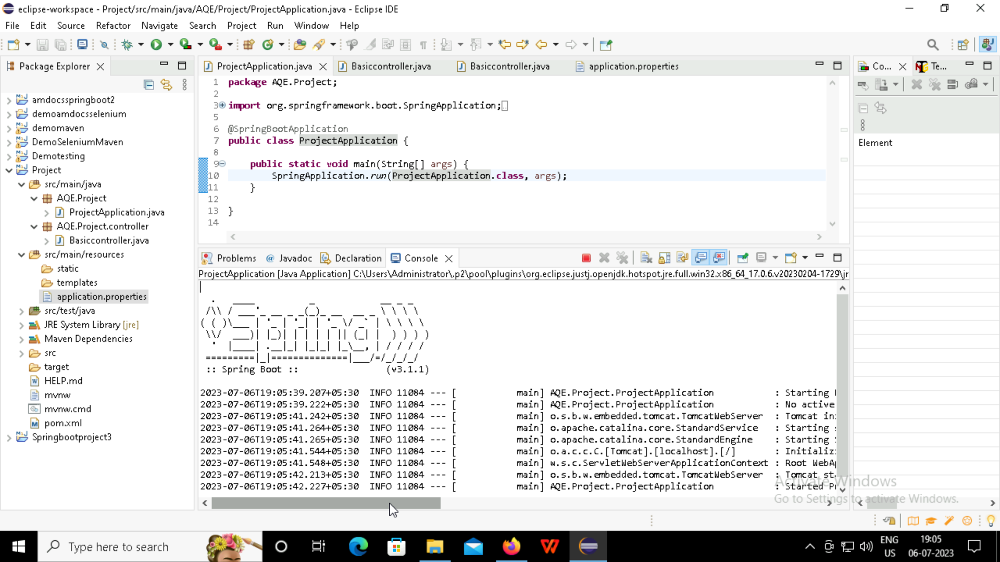 eclipse-workspace - Project/src/main/java/AQE/Project/ProjectApplication.java - Eclipse IDE
File Edit Source Refactor Navigate Search Project Run Window Help
Package Explorer
amdocsspringboot2
demoamdocsselenium
demomaven
DemoSeleniumMaven
Demotesting
Project
src/main/java
AQE.Project
ProjectApplication.java
AQE.Project.controller
Basiccontroller.java
src/main/resources
static
templates
application.properties
src/test/java
JRE System Library [jre]
Maven Dependencies
src
target
HELP.md
mvnw
mvnw.cmd
pom.xml
Springbootproject3
ProjectApplication.java Basiccontroller.java Basiccontroller.java application.properties
1 package AQE.Project;
2
3 import org.springframework.boot.SpringApplication;
5
6 @SpringBootApplication
7 public class ProjectApplication {
8
9 public static void main(String[] args) {
10 SpringApplication.run(ProjectApplication.class, args);
11 }
12
13 }
14
Problems @ Javadoc Declaration Console
ProjectApplication [Java Application] C:\Users\Administrator\.p2\pool\plugins\org.eclipse.justj.openjdk.hotspot.jre.full.win32.x86_64_17.0.6.v20230204-1729\jr
Spring
:: Spring Boot :: (v3.1.1)
2023-07-06T19:05:39.207+05:30 INFO 11084 --- [ main] AQE.Project.ProjectApplication : Starting
2023-07-06T19:05:39.222+05:30 INFO 11084 --- [ main] AQE.Project.ProjectApplication : No active
2023-07-06T19:05:41.242+05:30 INFO 11084 --- [ main] o.s.b.w.embedded.tomcat.TomcatWebServer : Tomcat in
2023-07-06T19:05:41.264+05:30 INFO 11084 --- [ main] o.apache.catalina.core.StandardService : Starting
2023-07-06T19:05:41.265+05:30 INFO 11084 --- [ main] o.apache.catalina.core.StandardEngine : Starting
2023-07-06T19:05:41.544+05:30 INFO 11084 --- [ main] o.a.c.c.C.[Tomcat].[localhost].[/] : Initializ
2023-07-06T19:05:41.548+05:30 INFO 11084 --- [ main] w.s.c.ServletWebServerApplicationContext : Root WebA
2023-07-06T19:05:42.213+05:30 INFO 11084 --- [ main] o.s.b.w.embedded.tomcat.TomcatWebServer : Tomcat st
2023-07-06T19:05:42.227+05:30 INFO 11084 --- [ main] AQE.Project.ProjectApplication : Started P
Co... Te...
Element
Activate Windows
Go to Settings to activate Windows.
Type here to search
ENG
US
19:05
06-07-2023